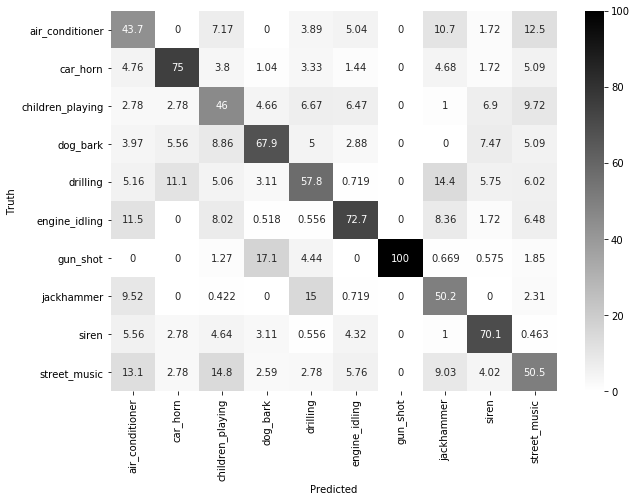 air_conditioner 43.7 0 7.17 0 3.89 5.04 0 10.7 1.72 12.5
car_horn 4.76 75 3.8 1.04 3.33 1.44 0 4.68 1.72 5.09
children_playing 2.78 2.78 46 4.66 6.67 6.47 0 1 6.9 9.72
dog_bark 3.97 5.56 8.86 67.9 5 2.88 0 0 7.47 5.09
drilling 5.16 11.1 5.06 3.11 57.8 0.719 0 14.4 5.75 6.02
engine_idling 11.5 0 8.02 0.518 0.556 72.7 0 8.36 1.72 6.48
gun_shot 0 0 1.27 17.1 4.44 0 100 0.669 0.575 1.85
jackhammer 9.52 0 0.422 0 15 0.719 0 50.2 0 2.31
siren 5.56 2.78 4.64 3.11 0.556 4.32 0 1 70.1 0.463
street_music 13.1 2.78 14.8 2.59 2.78 5.76 0 9.03 4.02 50.5
air_conditioner car_horn children_playing dog_bark drilling engine_idling gun_shot jackhammer siren street_music
Predicted
Truth
100
80
60
40
20
0